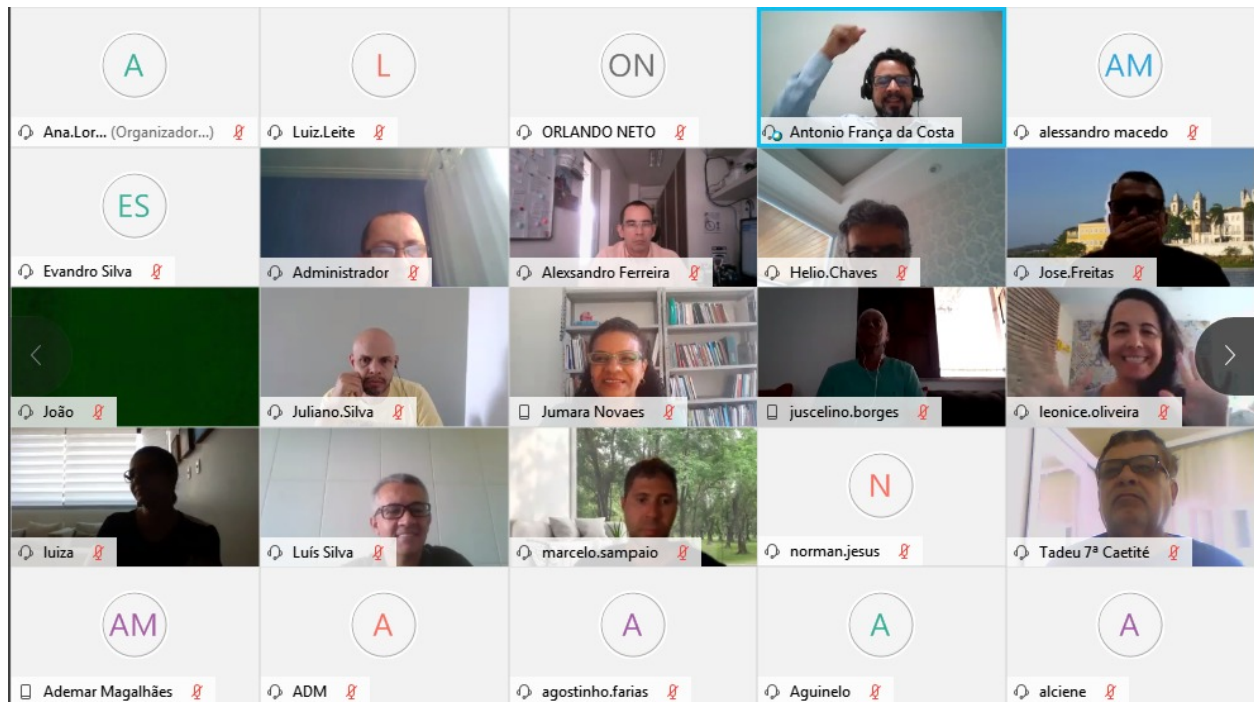 A
L
ON
AM
Ana.Lor... (Organizador...)
Luiz.Leite
ORLANDO NETO
Antonio França da Costa
alessandro macedo
ES
Evandro Silva
Administrador
Alexsandro Ferreira
Helio.Chaves
Jose.Freitas
João
Juliano.Silva
Jumara Novaes
juscelino.borges
leonice.oliveira
N
luiza
Luís Silva
marcelo.sampaio
norman.jesus
Tadeu 7ª Caetité
AM
A
A
A
A
Ademar Magalhães
ADM
agostinho.farias
Aguinelo
alciene